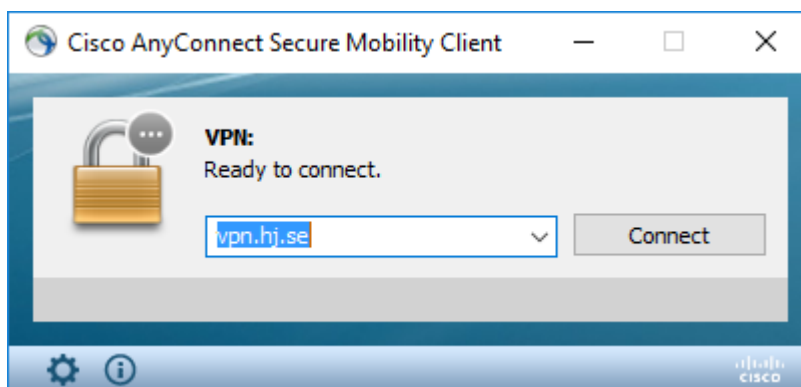 Cisco AnyConnect Secure Mobility Client
VPN:
Ready to connect.
vpn.hj.se
Connect
CISCO